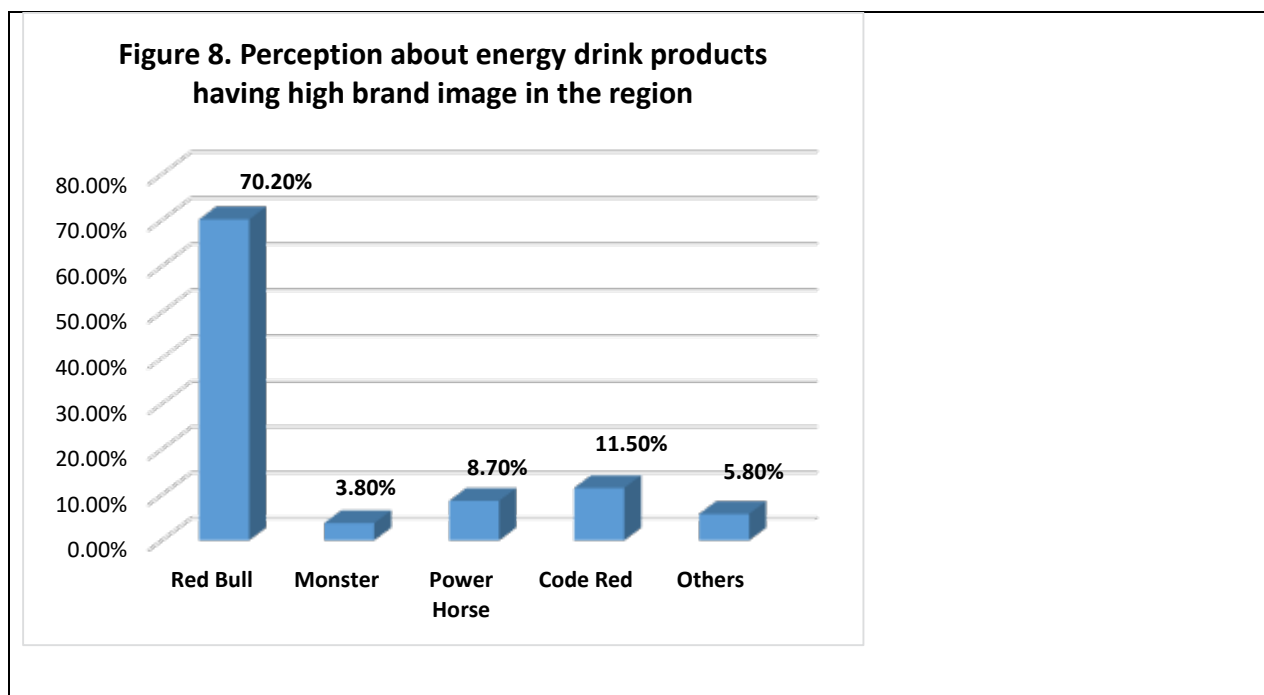 Figure 8. Perception about energy drink products
having high brand image in the region
80.00%
70.00%
60.00%
50.00%
40.00%
30.00%
20.00%
10.00%
0.00%
70.20%
3.80%
8.70%
11.50%
5.80%
Red Bull
Monster
Power
Horse
Code Red
Others